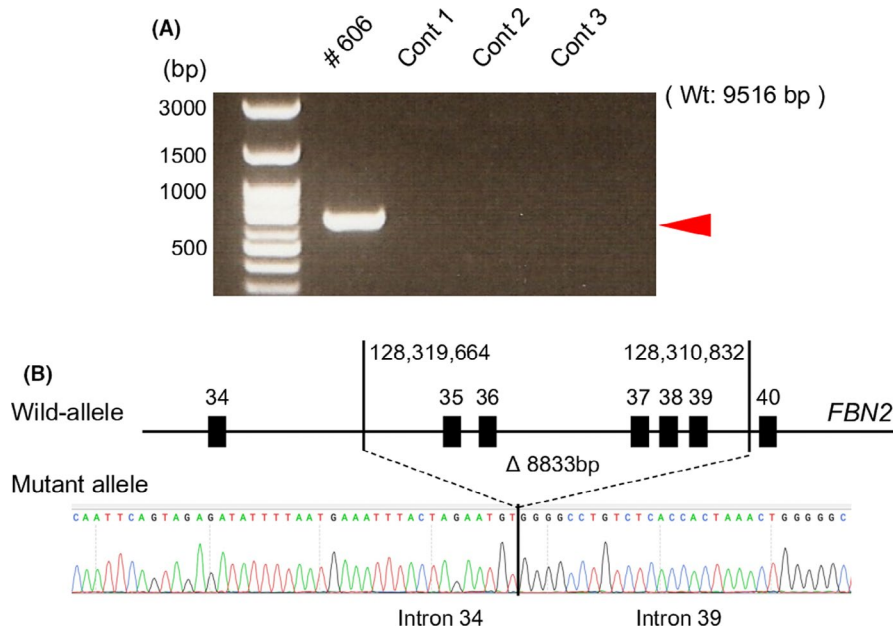 (A)
# 606 Cont 1 Cont 2 Cont 3
(bp)
( Wt: 9516 bp )
3000
1500
1000
500
(B)
128,319,664 128,310,832
34 35 36 37 38 39 40
Wild-allele FBN2
Δ 8833bp
Mutant allele
CAATTCAGTAGAGATATTTTAATGAAATTTACTAGAATGTGGGGCCTGTCTCACCACTAAACTGGGGGGC
Intron 34 Intron 39